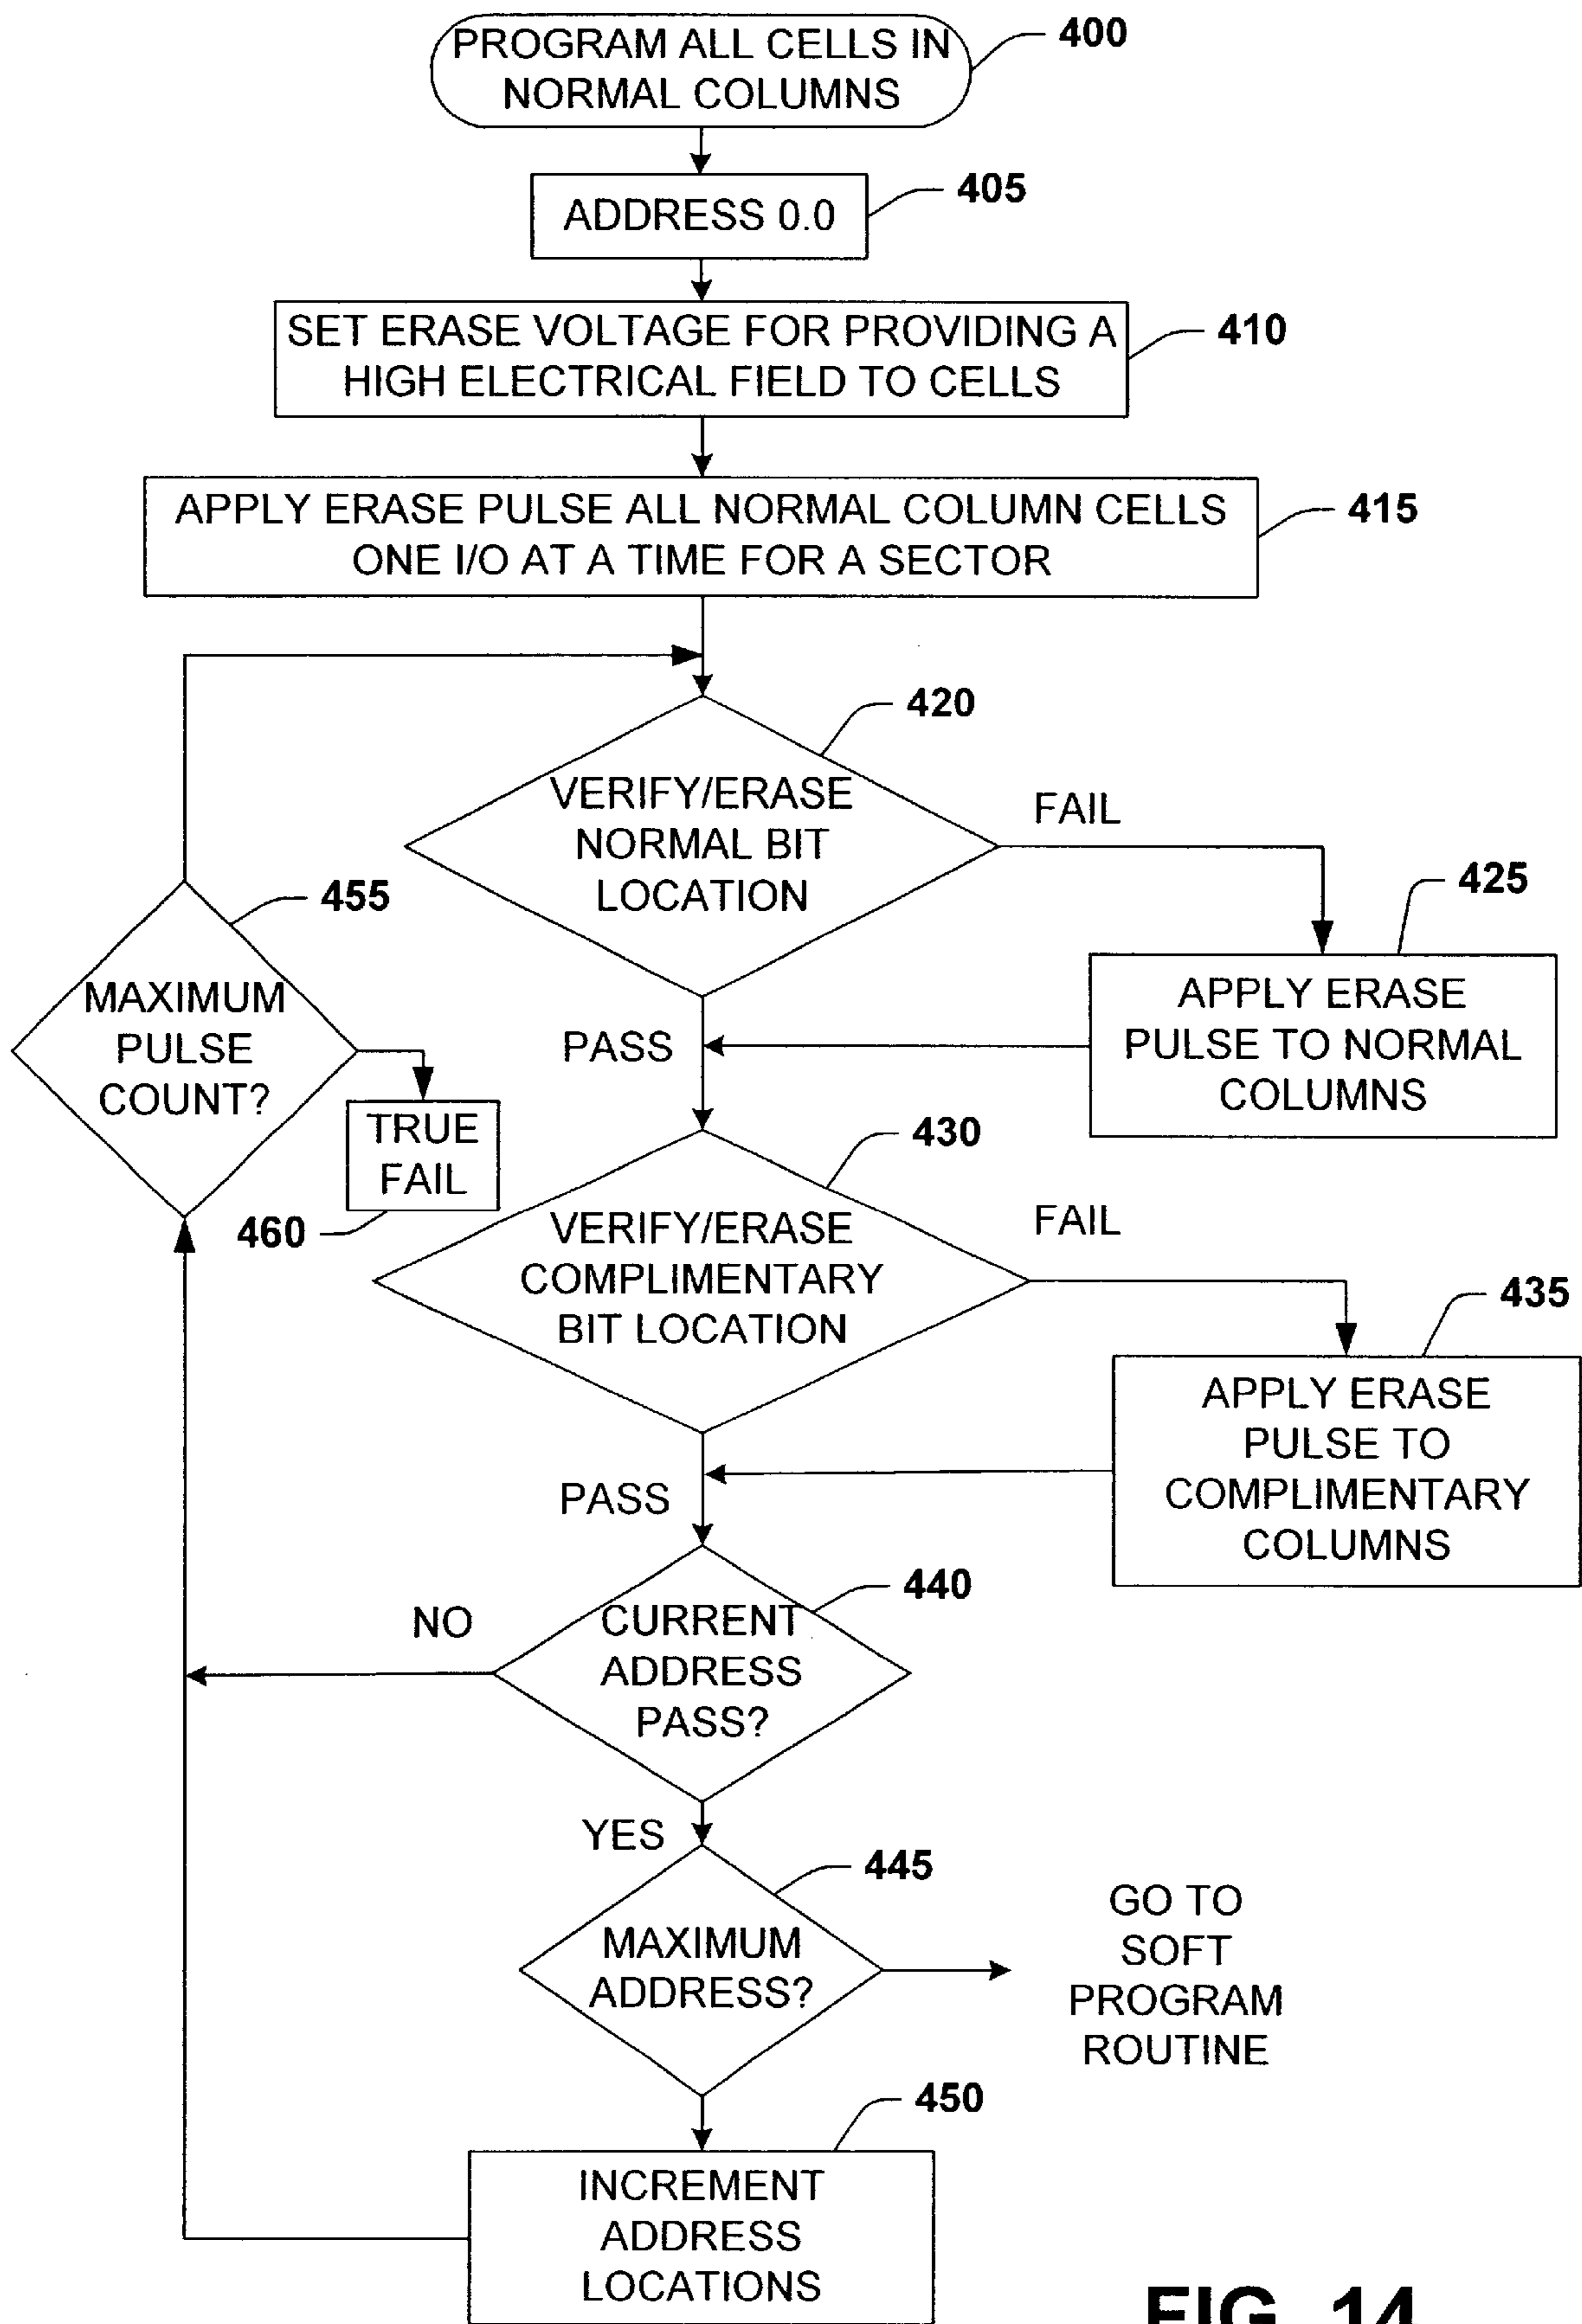 PROGRAM ALL CELLS IN
NORMAL COLUMNS
400
ADDRESS 0.0
405
SET ERASE VOLTAGE FOR PROVIDING A
HIGH ELECTRICAL FIELD TO CELLS
410
APPLY ERASE PULSE ALL NORMAL COLUMN CELLS
ONE I/O AT A TIME FOR A SECTOR
415
VERIFY/ERASE
NORMAL BIT
LOCATION
420
FAIL
APPLY ERASE
PULSE TO NORMAL
COLUMNS
425
PASS
MAXIMUM
PULSE
COUNT?
455
TRUE
FAIL
460
VERIFY/ERASE
COMPLIMENTARY
BIT LOCATION
430
FAIL
APPLY ERASE
PULSE TO
COMPLIMENTARY
COLUMNS
435
PASS
CURRENT
ADDRESS
PASS?
440
NO
YES
MAXIMUM
ADDRESS?
445
GO TO
SOFT
PROGRAM
ROUTINE
INCREMENT
ADDRESS
LOCATIONS
450
FIG. 14